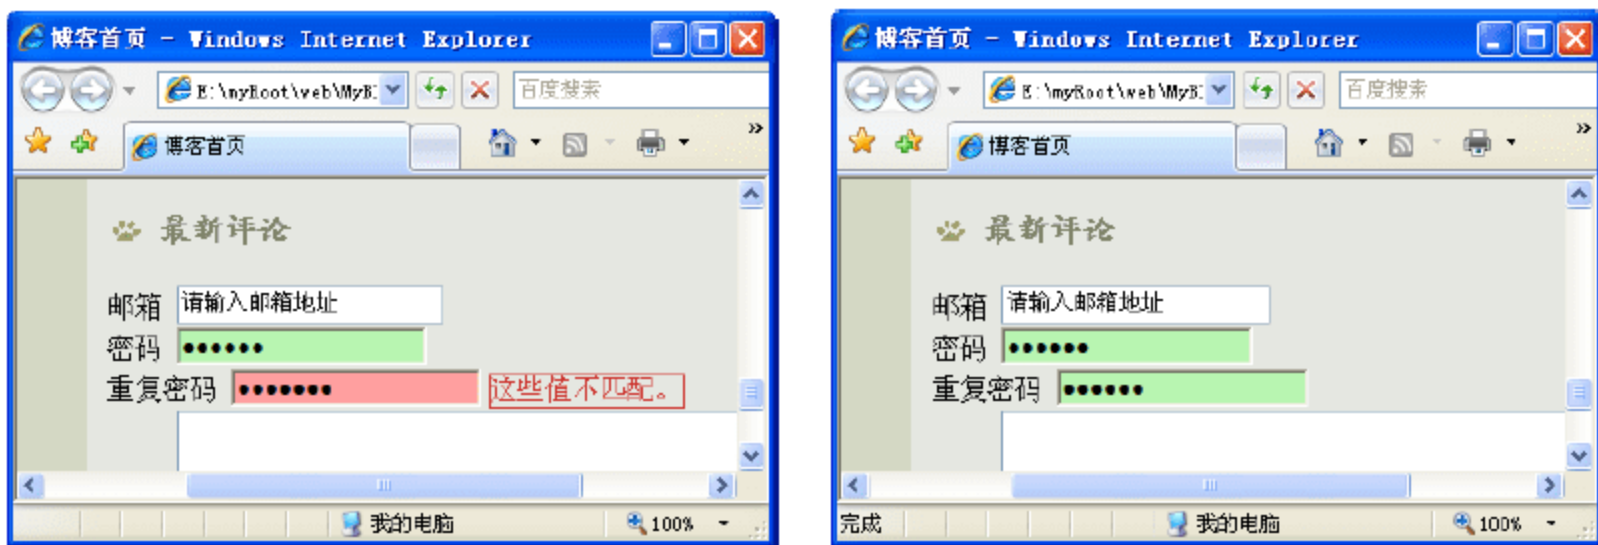 博客首页 - Windows Internet Explorer
E:\myRoot\web\MyB
百度搜索
博客首页
最新评论
邮箱 请输入邮箱地址
密码 ••••••
重复密码 ••••••• 这些值不匹配。
我的电脑 100%
博客首页 - Windows Internet Explorer
E:\myRoot\web\MyB
百度搜索
博客首页
最新评论
邮箱 请输入邮箱地址
密码 ••••••
重复密码 ••••••
完成 我的电脑 100%